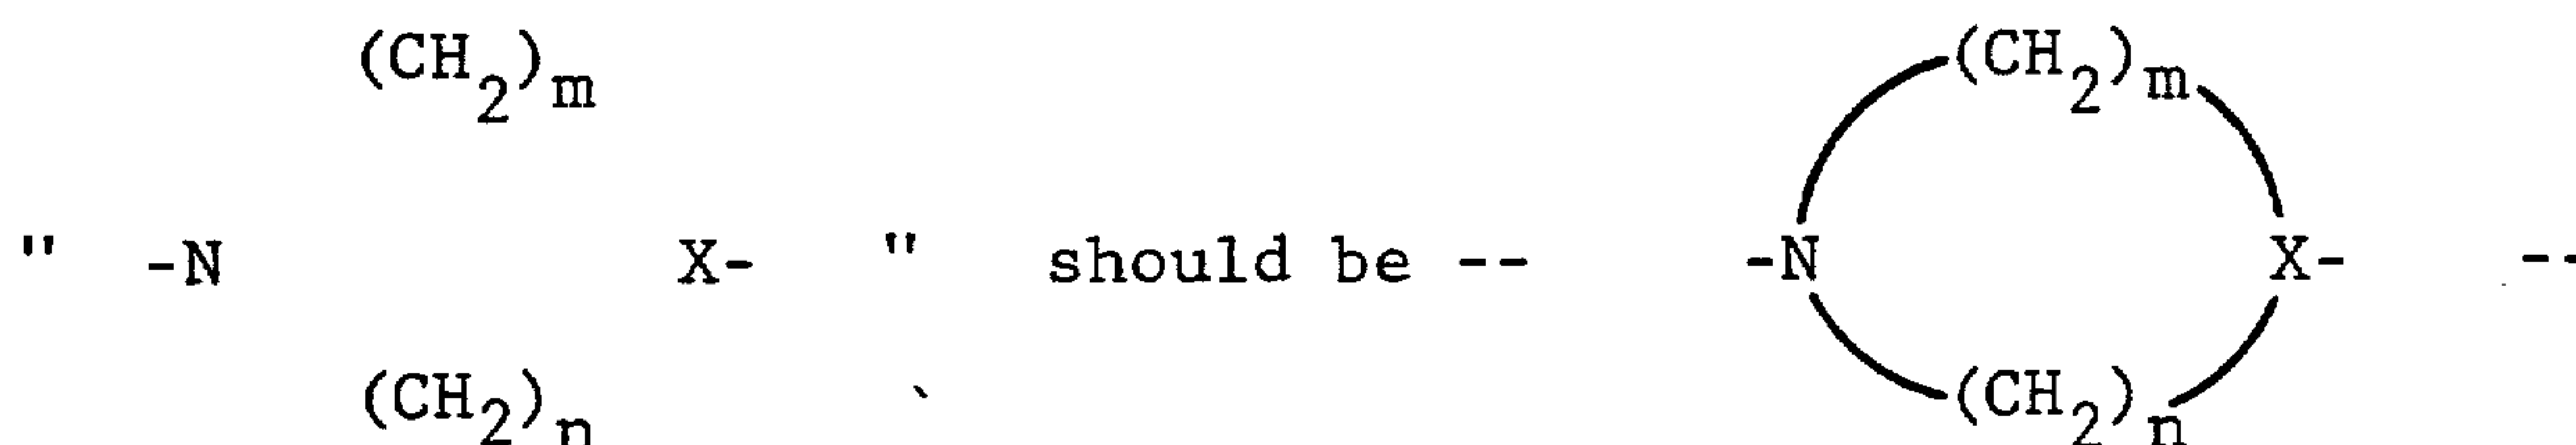 (CH2)m (CH2)m
" -N X- " should be -- -N X- --
(CH2)n (CH2)n